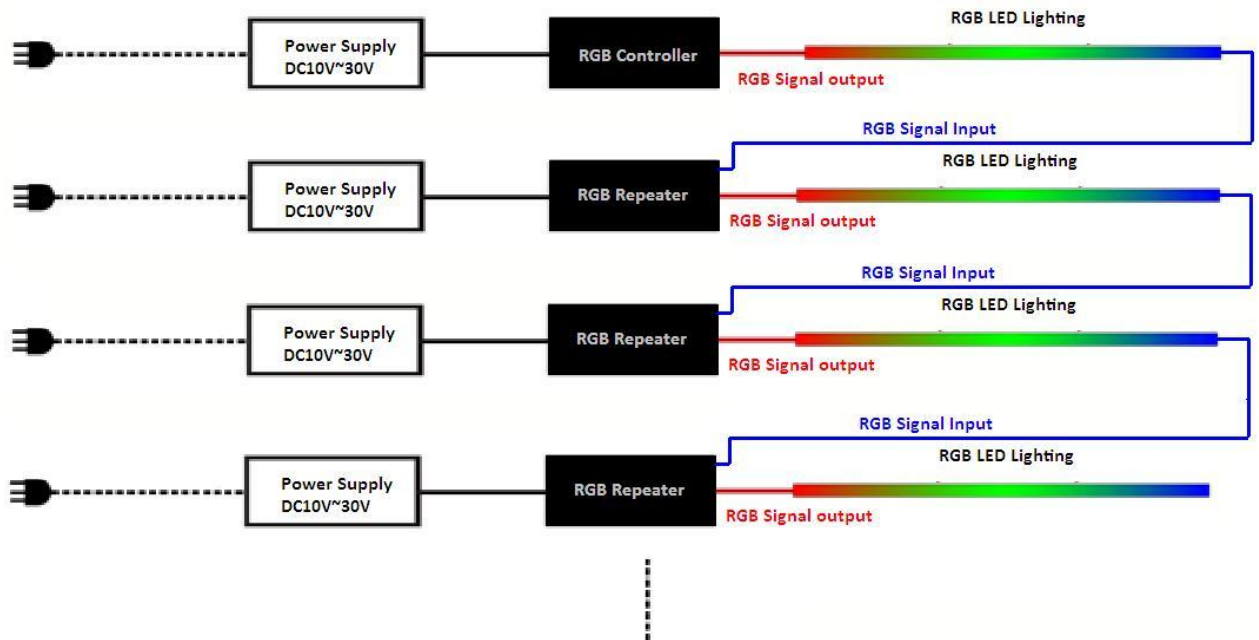 RGB LED Lighting
Power Supply
DC10V~30V
RGB Controller
RGB Signal output
RGB Signal Input
RGB LED Lighting
Power Supply
DC10V~30V
RGB Repeater
RGB Signal output
RGB Signal Input
RGB LED Lighting
Power Supply
DC10V~30V
RGB Repeater
RGB Signal output
RGB Signal Input
RGB LED Lighting
Power Supply
DC10V~30V
RGB Repeater
RGB Signal output